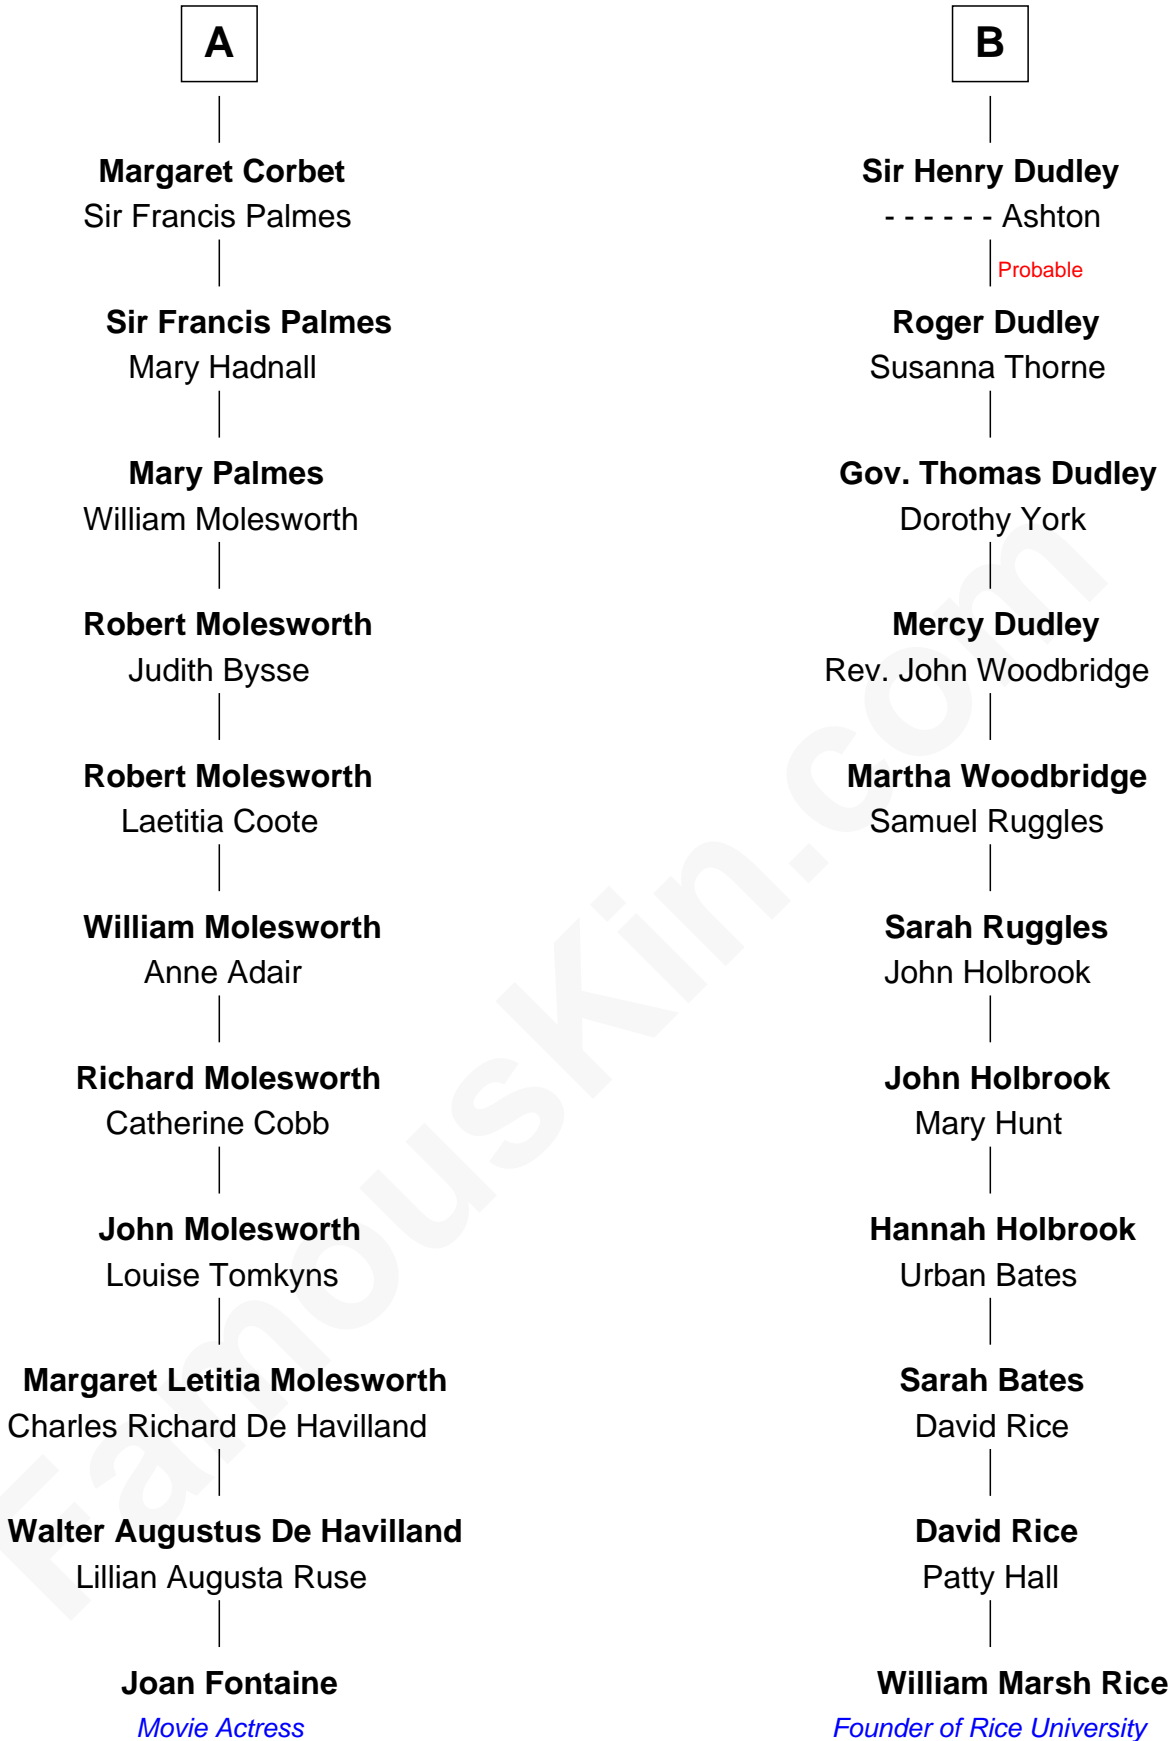 A
Margaret Corbet
Sir Francis Palmes
Sir Francis Palmes
Mary Hadnall
Mary Palmes
William Molesworth
Robert Molesworth
Judith Bysse
Robert Molesworth
Laetitia Coote
William Molesworth
Anne Adair
Richard Molesworth
Catherine Cobb
John Molesworth
Louise Tomkyns
Margaret Letitia Molesworth
Charles Richard De Havilland
Walter Augustus De Havilland
Lillian Augusta Ruse
Joan Fontaine
Movie Actress
B
Sir Henry Dudley
- - - - - - Ashton
Probable
Roger Dudley
Susanna Thorne
Gov. Thomas Dudley
Dorothy York
Mercy Dudley
Rev. John Woodbridge
Martha Woodbridge
Samuel Ruggles
Sarah Ruggles
John Holbrook
John Holbrook
Mary Hunt
Hannah Holbrook
Urban Bates
Sarah Bates
David Rice
David Rice
Patty Hall
William Marsh Rice
Founder of Rice University
FamousKin.com